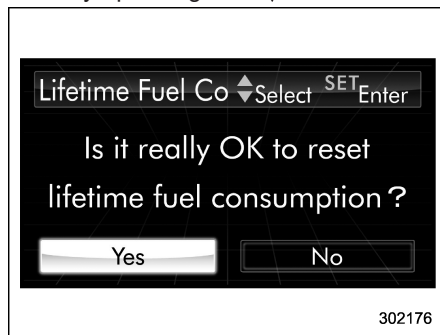 Lifetime Fuel Co Select SET Enter
Is it really OK to reset
lifetime fuel consumption?
Yes No
302176